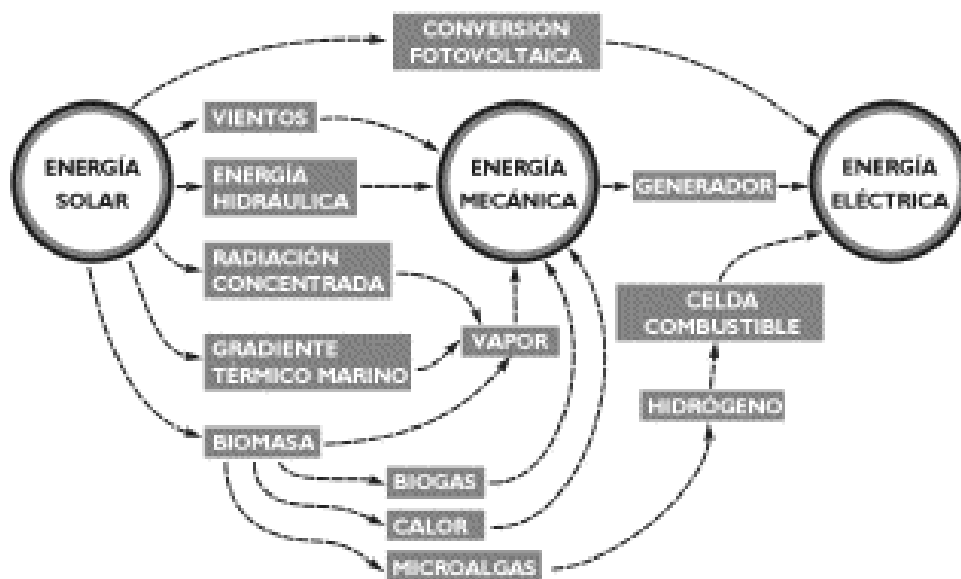 CONVERSIÓN
FOTOVOLTAICA
VIENTOS
ENERGÍA
SOLAR
ENERGÍA
HIDRÁULICA
ENERGÍA
MECÁNICA
GENERADOR
ENERGÍA
ELÉCTRICA
RADIACIÓN
CONCENTRADA
GRADIENTE
TÉRMICO MARINO
VAPOR
CELDA
COMBUSTIBLE
HIDRÓGENO
BIOMASA
BIOGAS
CALOR
MICROALGAS